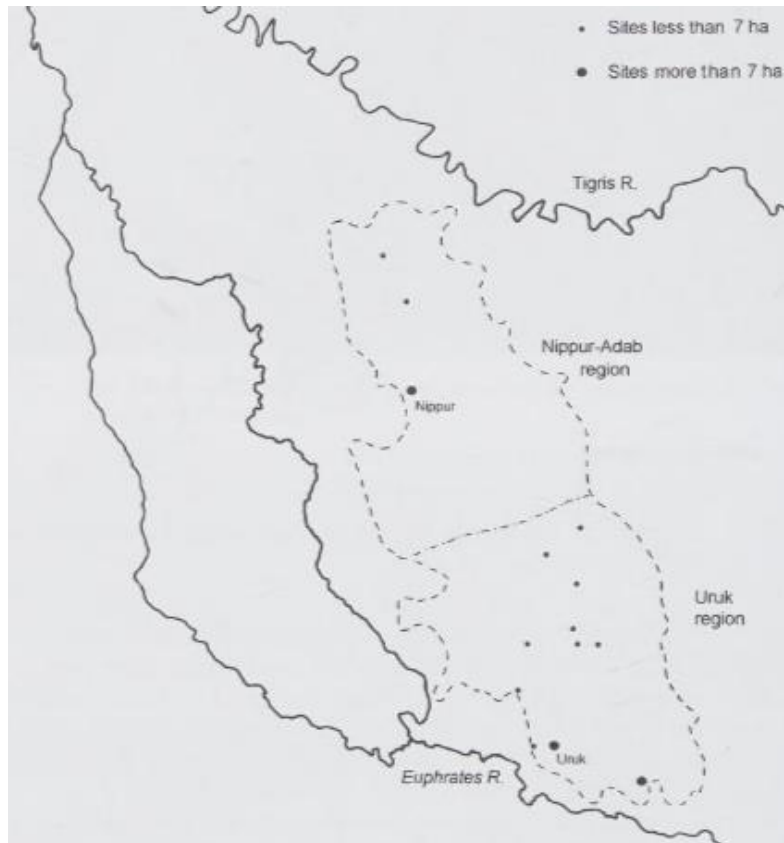 Sites less than 7 ha
Sites more than 7 ha
Tigris R.
Nippur-Adab
region
Nippur
Uruk
region
Uruk
Euphrates R.